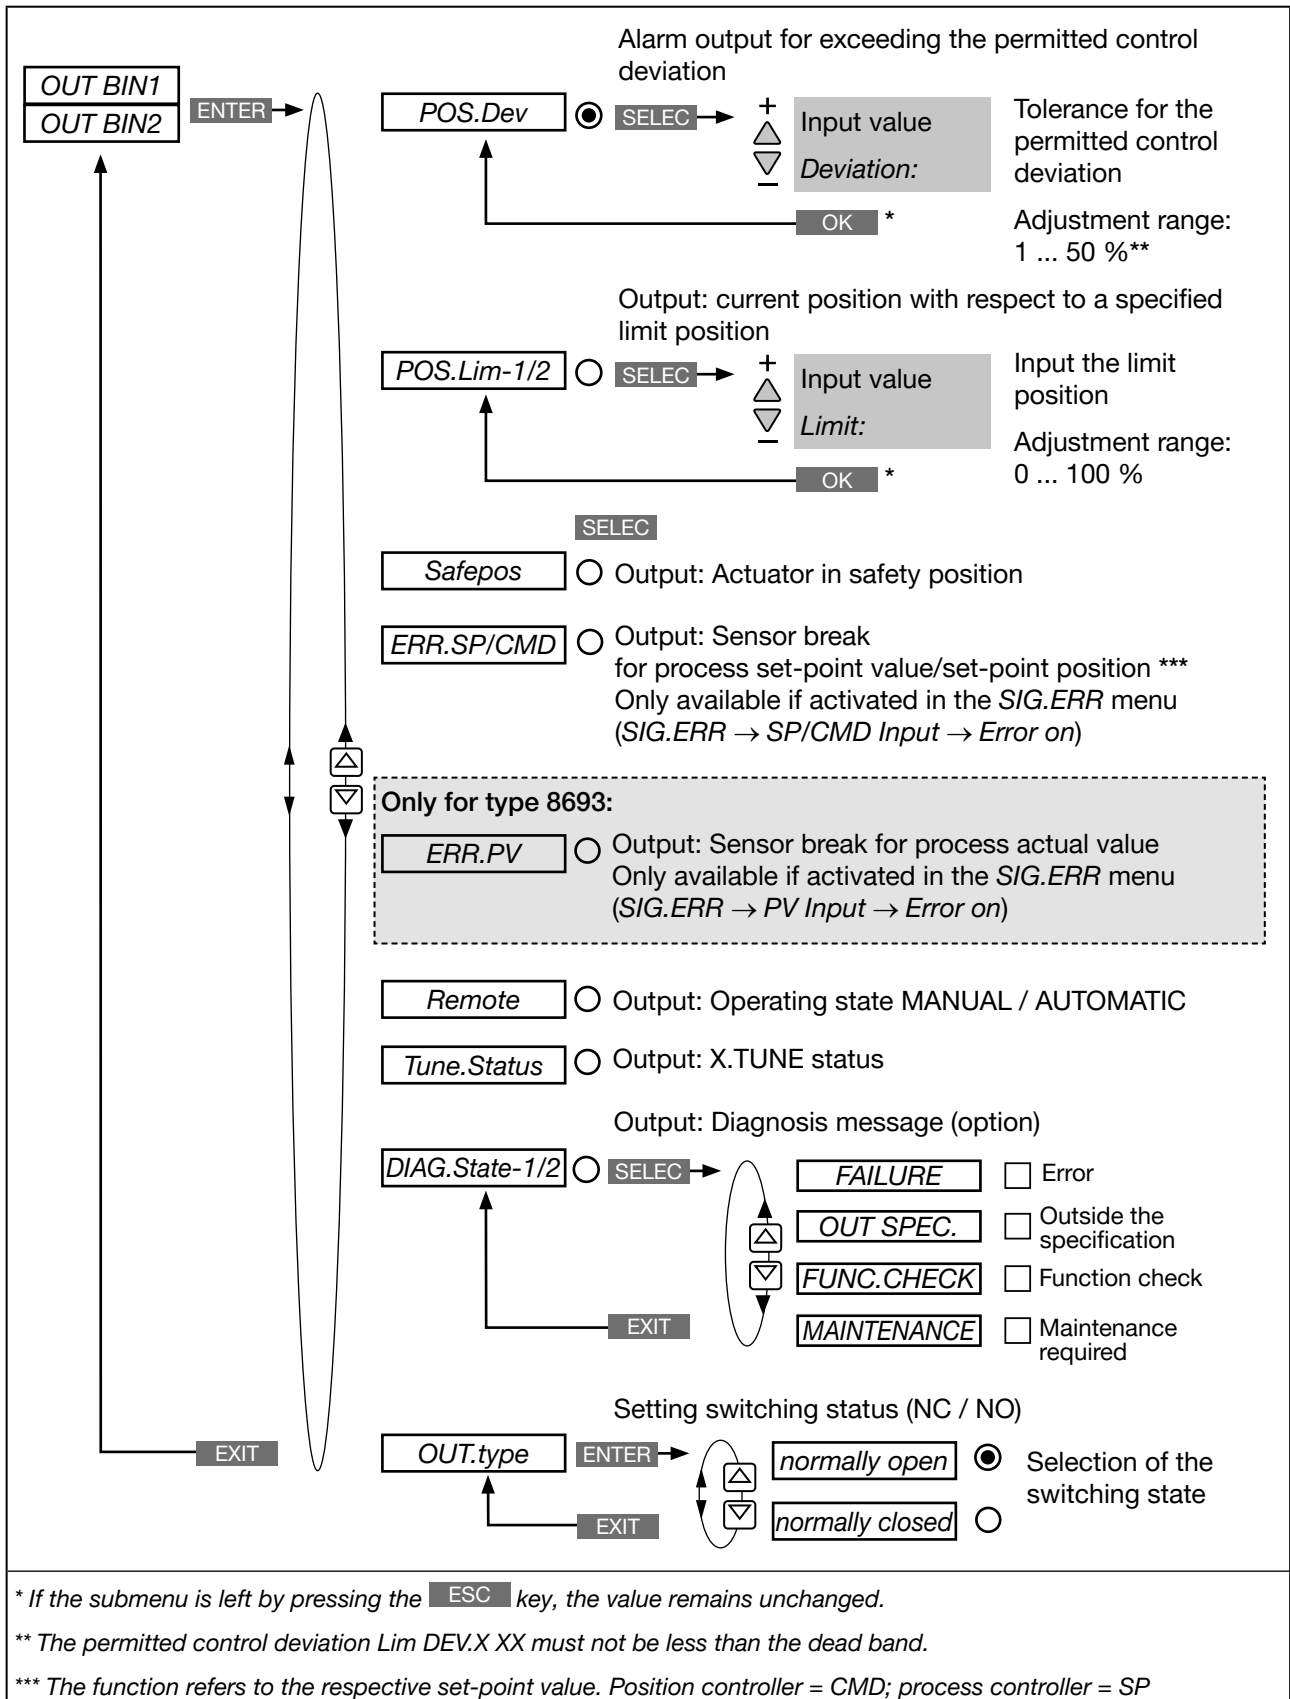 Alarm output for exceeding the permitted control
deviation
OUT BIN1
OUT BIN2
ENTER
POS.Dev
SELEC
+
Input value
Deviation:
–
Tolerance for the
permitted control
deviation
OK *
Adjustment range:
1 ... 50 %**
Output: current position with respect to a specified
limit position
POS.Lim-1/2
SELEC
+
Input value
Limit:
–
Input the limit
position
Adjustment range:
0 ... 100 %
OK *
SELEC
Safepos
Output: Actuator in safety position
ERR.SP/CMD
Output: Sensor break
for process set-point value/set-point position ***
Only available if activated in the SIG.ERR menu
(SIG.ERR → SP/CMD Input → Error on)
Only for type 8693:
ERR.PV
Output: Sensor break for process actual value
Only available if activated in the SIG.ERR menu
(SIG.ERR → PV Input → Error on)
Remote
Output: Operating state MANUAL / AUTOMATIC
Tune.Status
Output: X.TUNE status
Output: Diagnosis message (option)
DIAG.State-1/2
SELEC
FAILURE
Error
OUT SPEC.
Outside the
specification
FUNC.CHECK
Function check
EXIT
MAINTENANCE
Maintenance
required
Setting switching status (NC / NO)
EXIT
OUT.type
ENTER
normally open
Selection of the
switching state
EXIT
normally closed
* If the submenu is left by pressing the ESC key, the value remains unchanged.
** The permitted control deviation Lim DEV.X XX must not be less than the dead band.
*** The function refers to the respective set-point value. Position controller = CMD; process controller = SP